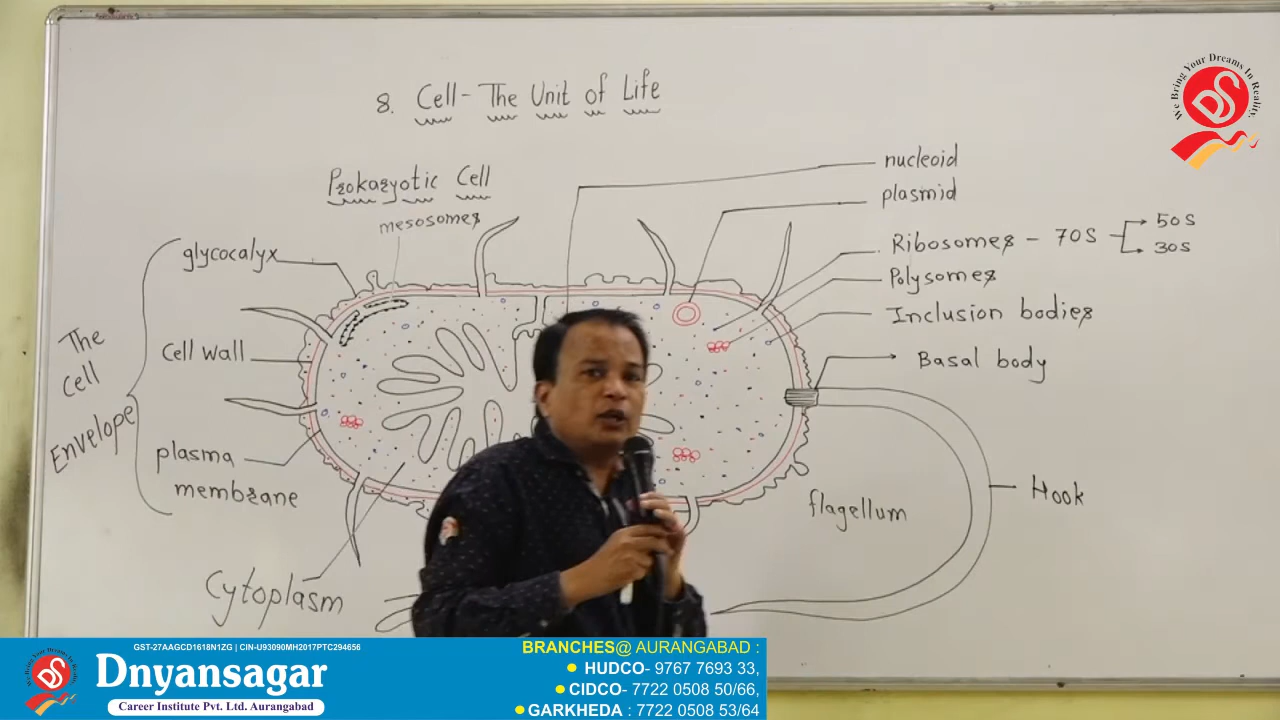 8. Cell - The Unit of Life
We Bring Your Dreams In Reality.
DS
Prokaryotic Cell
mesosomes
nucleoid
plasmid
Ribosomes - 70S
50S
30S
Polysomes
Inclusion bodies
Basal body
Hook
flagellum
glycocalyx
Cell wall
plasma
membrane
The
Cell
Envelope
Cytoplasm
GST-27AAGCD1618N1ZG | CIN-U93090MH2017PTC294656
DS
Dnyansagar
Career Institute Pvt. Ltd. Aurangabad
BRANCHES@ AURANGABAD :
HUDCO- 9767 7693 33,
CIDCO- 7722 0508 50/66,
GARKHEDA : 7722 0508 53/64